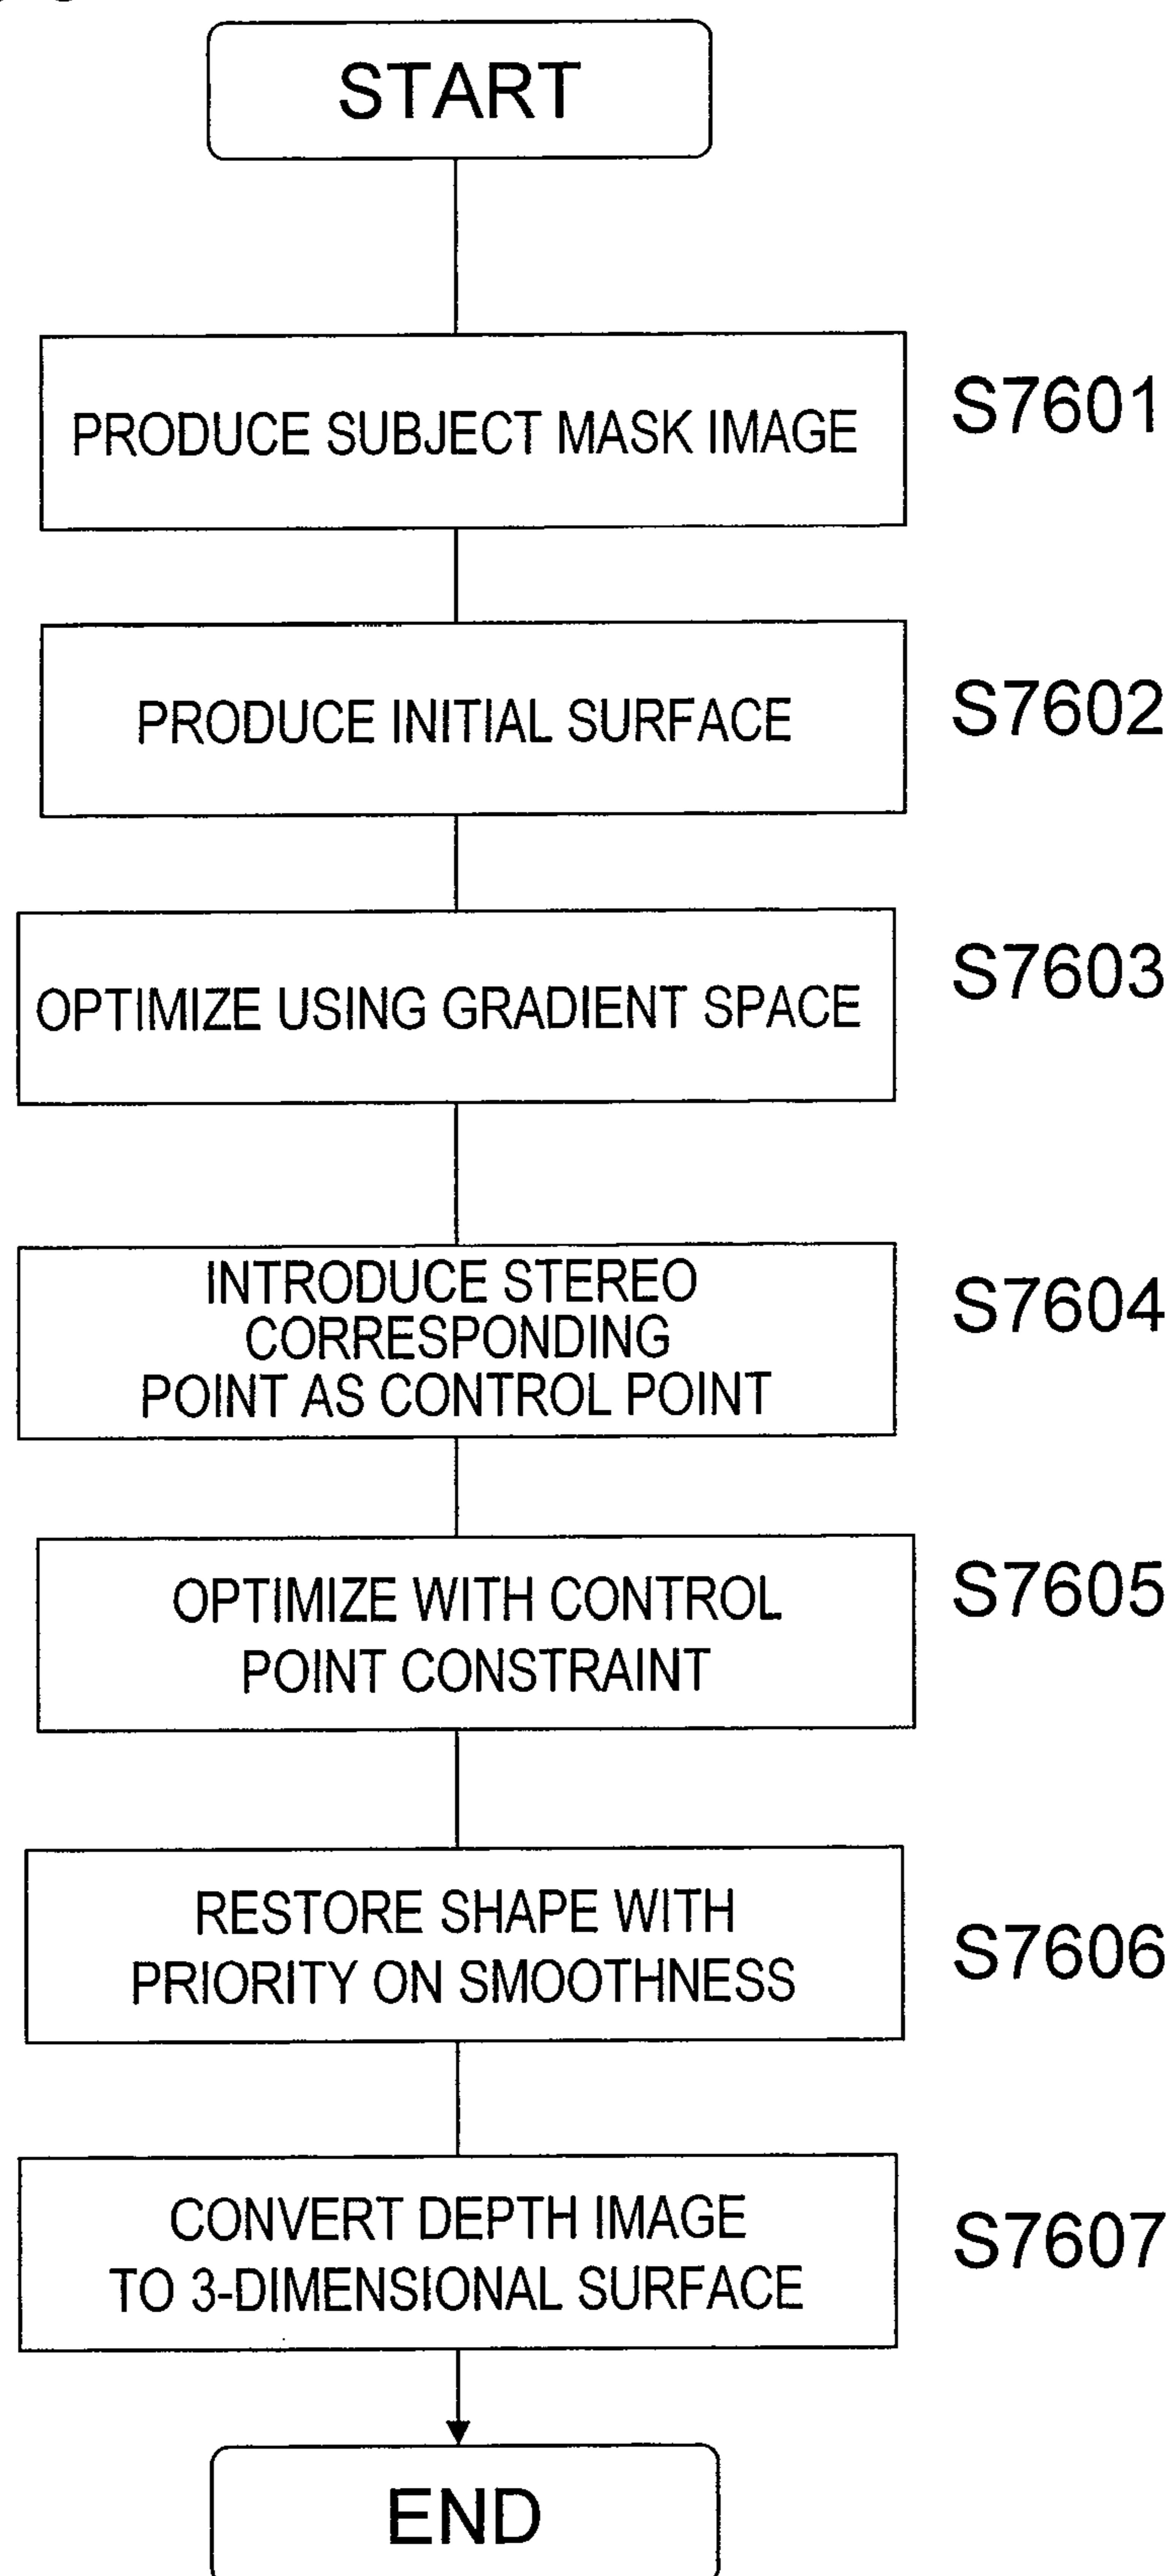 START
PRODUCE SUBJECT MASK IMAGE
S7601
PRODUCE INITIAL SURFACE
S7602
OPTIMIZE USING GRADIENT SPACE
S7603
INTRODUCE STEREO
CORRESPONDING
POINT AS CONTROL POINT
S7604
OPTIMIZE WITH CONTROL
POINT CONSTRAINT
S7605
RESTORE SHAPE WITH
PRIORITY ON SMOOTHNESS
S7606
CONVERT DEPTH IMAGE
TO 3-DIMENSIONAL SURFACE
S7607
END